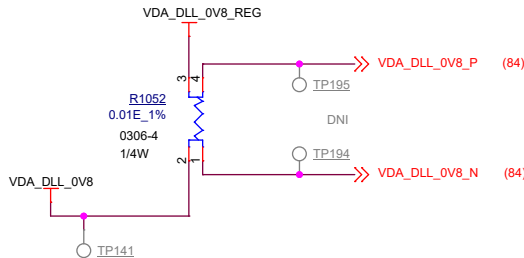 VDA_DLL_0V8_REG
VDA_DLL_0V8_P (84)
3
4
TP195
R1052
0.01E_1%
0306-4
1/4W
DNI
TP194
2
1
VDA_DLL_0V8_N (84)
VDA_DLL_0V8
TP141